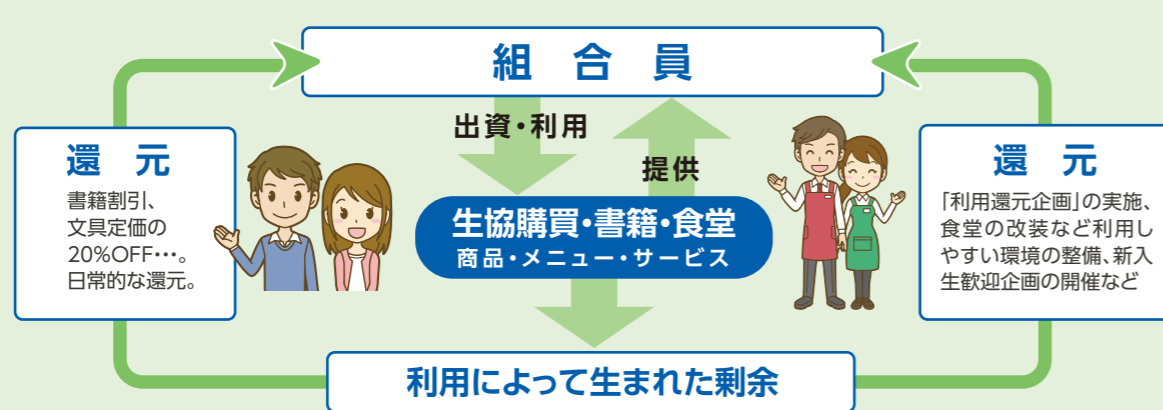 組合員
出資・利用
提供
還元
書籍割引、
文具定価の
20%OFF・・・。
日常的な還元。
生協購買・書籍・食堂
商品・メニュー・サービス
還元
「利用還元企画」の実施、
食堂の改装など利用し
やすい環境の整備、新入
生歓迎企画の開催など
利用によって生まれた剰余